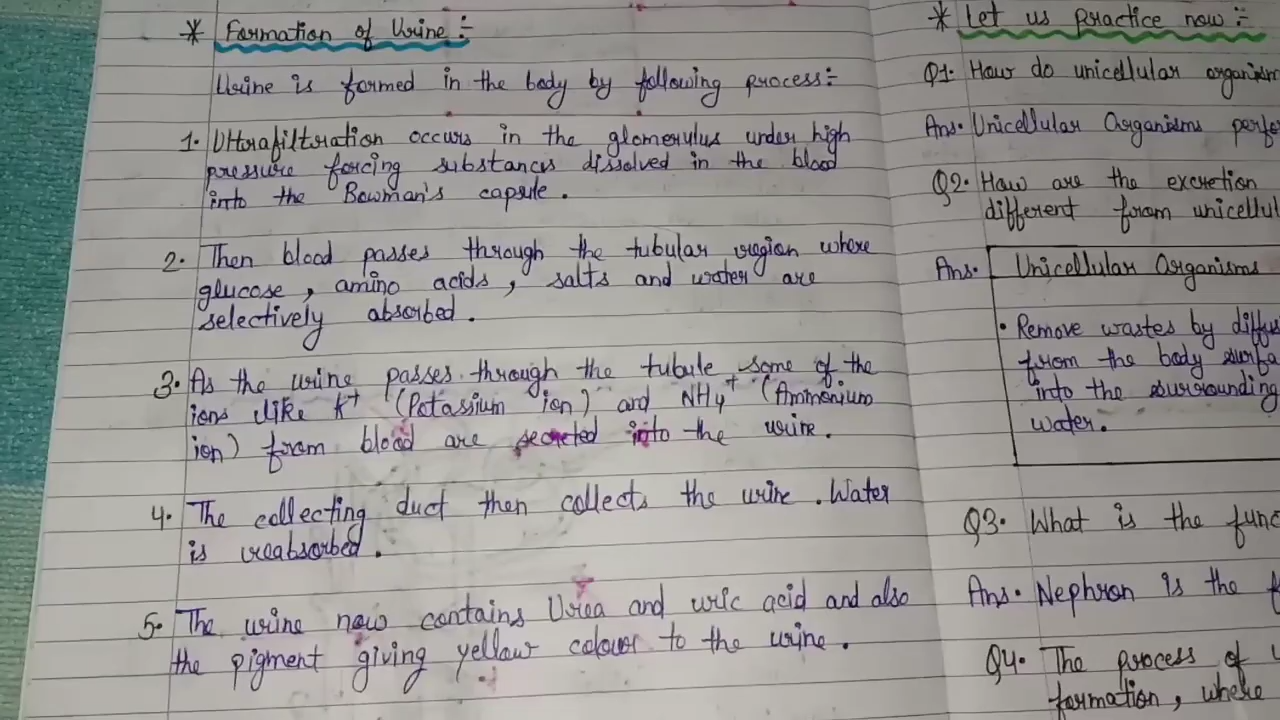 * Formation of Urine :-
Urine is formed in the body by following process :-
1. Ultrafiltration occurs in the glomerulus under high
pressure forcing substances dissolved in the blood
into the Bowman's capsule.
2. Then blood passes through the tubular region where
glucose, amino acids, salts and water are
selectively absorbed.
3. As the urine passes through the tubule some of the
ions like K+ (Potassium ion) and NH4+ (Ammonium
ion) from blood are secreted into the urine.
4. The collecting duct then collects the urine. Water
is reabsorbed.
5. The urine now contains Urea and uric acid and also
the pigment giving yellow colour to the urine.
* Let us practice now :-
Q1. How do unicellular
Ans. Unicellular Organisms
Q2. How are the excretion
different from
Ans. Unicellular Organisms
• Remove wastes by
from the body
into the surrounding
water.
Q3. What is the
Ans. Nephron is the
Q4. The process of
formation, where